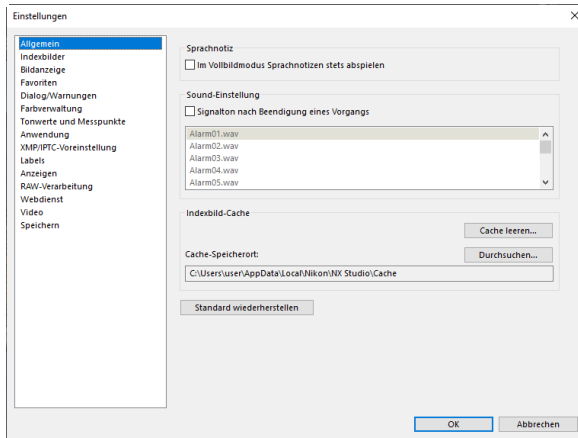 Einstellungen
Allgemein
Indexbilder
Bildanzeige
Favoriten
Dialog/Warnungen
Farbverwaltung
Tonwerte und Messpunkte
Anwendung
XMP/IPTC-Voreinstellung
Labels
Anzeigen
RAW-Verarbeitung
Webdienst
Video
Speichern
Sprachnotiz
Im Vollbildmodus Sprachnotizen stets abspielen
Sound-Einstellung
Signalton nach Beendigung eines Vorgangs
Alarm01.wav
Alarm02.wav
Alarm03.wav
Alarm04.wav
Alarm05.wav
Indexbild-Cache
Cache leeren...
Cache-Speicherort:
Durchsuchen...
C:\Users\user\AppData\Local\Nikon\NX Studio\Cache
Standard wiederherstellen
OK
Abbrechen